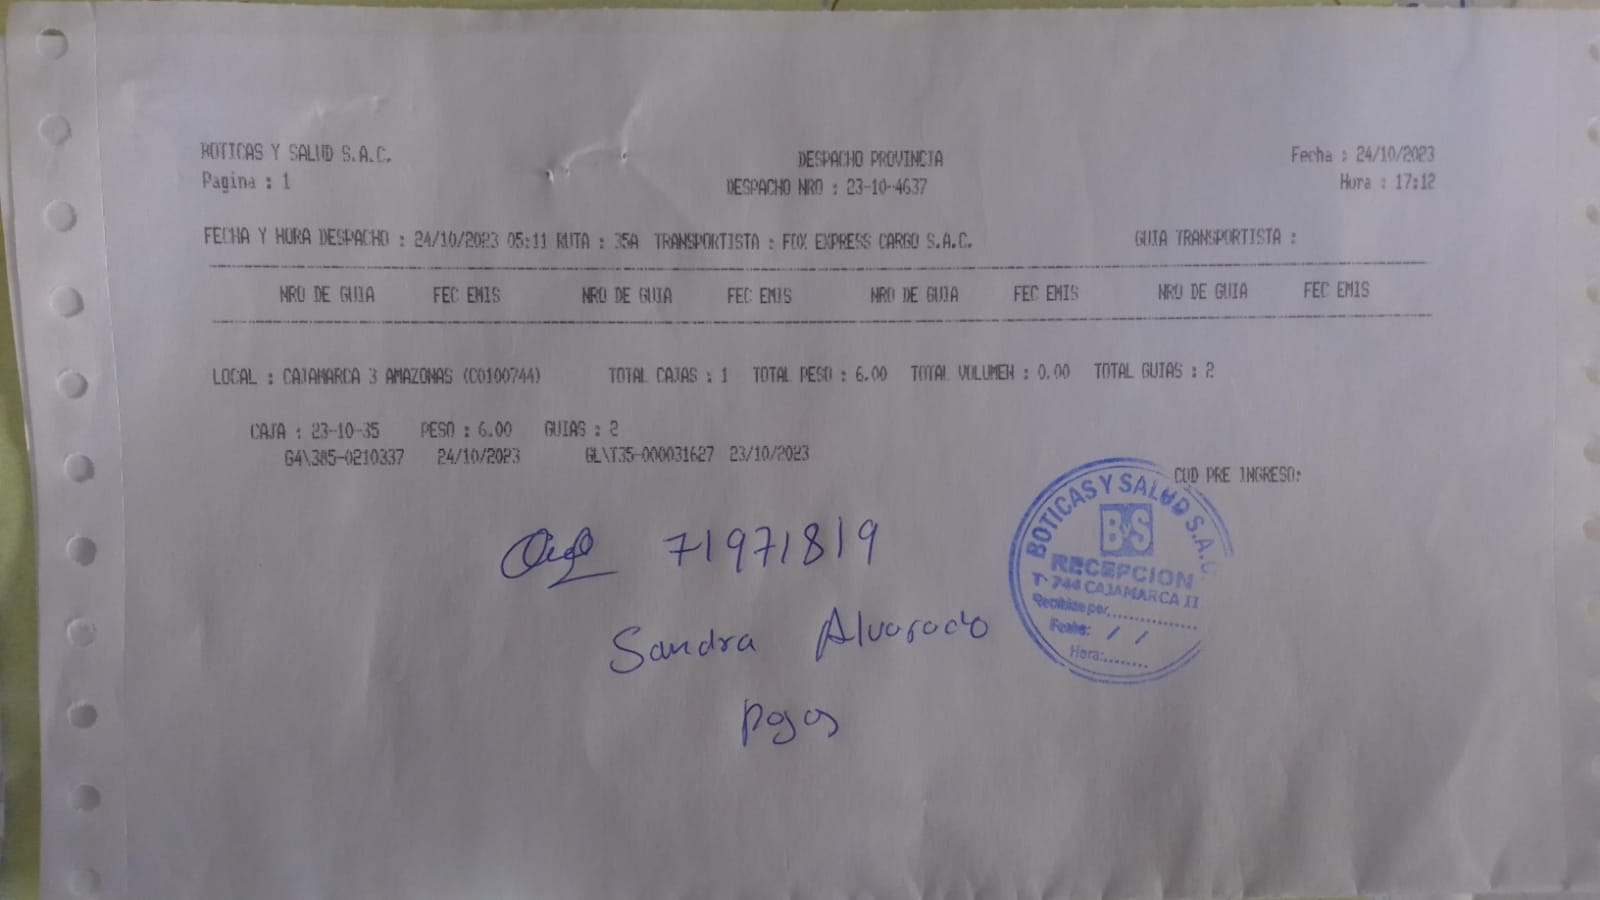 BOTICAS Y SALUD S.A.C.
DESPACHO PROVINCIA
Fecha : 24/10/2023
Pagina : 1
DESPACHO NRO : 23-10-4637
Hora : 17:12
FECHA Y HORA DESPACHO : 24/10/2023 05:11 RUTA : 35A TRANSPORTISTA : FOX EXPRESS CARGO S.A.C. GUIA TRANSPORTISTA :
NRO DE GUIA FEC EMIS NRO DE GUIA FEC EMIS NRO DE GUIA FEC EMIS NRO DE GUIA FEC EMIS
LOCAL : CAJAMARCA 3 AMAZONAS (C0100744) TOTAL CAJAS : 1 TOTAL PESO : 6.00 TOTAL VOLUMEN : 0.00 TOTAL GUIAS : 2
CAJA : 23-10-35 PESO : 6.00 GUIAS : 2
G4\385-0210337 24/10/2023 GL\T35-000031627 23/10/2023
COD PRE INGRESO:
71971819
Sandra Alvarado
BOTICAS Y SALUD S.A.C.
B&S
RECEPCION
T- 744 CAJAMARCA II
Recibido por:..............
Fecha: / /
Hora:.......